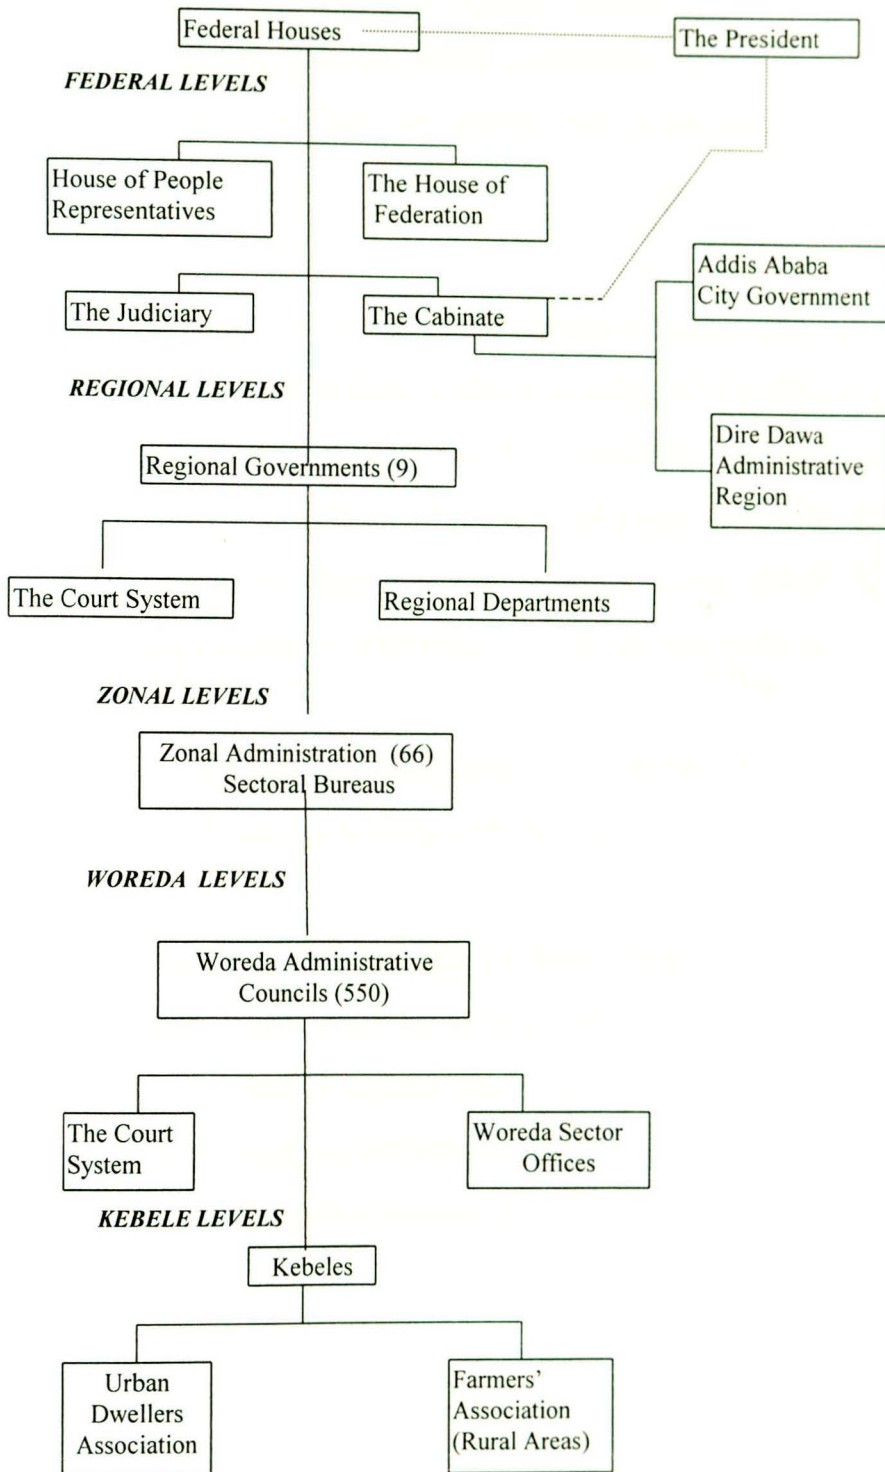 Federal Houses
The President
FEDERAL LEVELS
House of People
Representatives
The House of
Federation
The Judiciary
The Cabinate
Addis Ababa
City Government
REGIONAL LEVELS
Dire Dawa
Administrative
Region
Regional Governments (9)
The Court System
Regional Departments
ZONAL LEVELS
Zonal Administration (66)
Sectoral Bureaus
WOREDA LEVELS
Woreda Administrative
Councils (550)
The Court
System
Woreda Sector
Offices
KEBELE LEVELS
Kebeles
Urban
Dwellers
Association
Farmers'
Association
(Rural Areas)